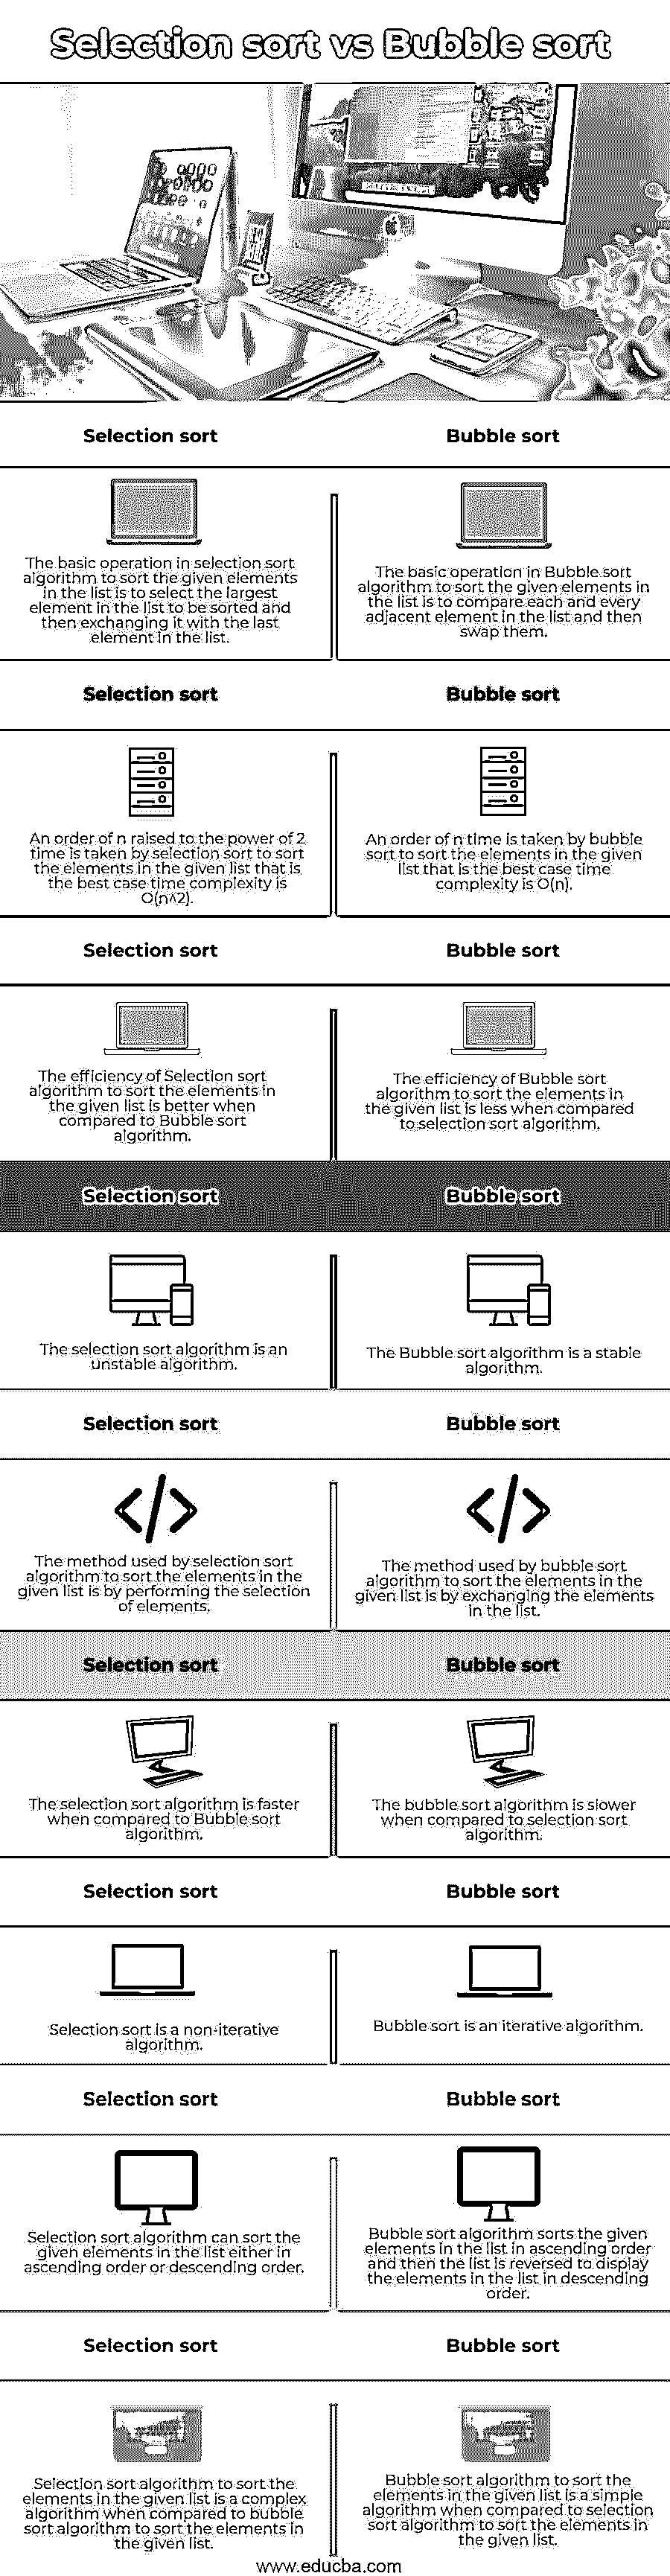 Selection sort vs Bubble sort
Selection sort
Bubble sort
The basic operation in selection sort
algorithm to sort the given elements
in the list is to select the largest
element in the list to be sorted and
then exchanging it with the last
element in the list.
The basic operation in Bubble sort
algorithm to sort the given elements in
the list is to compare each and every
adjacent element in the list and then
swap them.
Selection sort
Bubble sort
An order of n raised to the power of 2
time is taken by selection sort to sort
the elements in the given list that is
the best case time complexity is
O(n^2).
An order of n time is taken by bubble
sort to sort the elements in the given
list that is the best case time
complexity is O(n).
Selection sort
Bubble sort
The efficiency of Selection sort
algorithm to sort the elements in
the given list is better when
compared to Bubble sort
algorithm.
The efficiency of Bubble sort
algorithm to sort the elements in
the given list is less when compared
to selection sort algorithm.
Selection sort
Bubble sort
The selection sort algorithm is an
unstable algorithm.
The Bubble sort algorithm is a stable
algorithm.
Selection sort
Bubble sort
The method used by selection sort
algorithm to sort the elements in the
given list is by performing the selection
of elements.
The method used by bubble sort
algorithm to sort the elements in the
given list is by exchanging the elements
in the list.
Selection sort
Bubble sort
The selection sort algorithm is faster
when compared to Bubble sort
algorithm.
The bubble sort algorithm is slower
when compared to selection sort
algorithm.
Selection sort
Bubble sort
Selection sort is a non-iterative
algorithm.
Bubble sort is an iterative algorithm.
Selection sort
Bubble sort
Selection sort algorithm can sort the
given elements in the list either in
ascending order or descending order.
Bubble sort algorithm sorts the given
elements in the list in ascending order
and then the list is reversed to display
the elements in the list in descending
order.
Selection sort
Bubble sort
Selection sort algorithm to sort the
elements in the given list is a complex
algorithm when compared to bubble
sort algorithm to sort the elements in
the given list.
Bubble sort algorithm to sort the
elements in the given list is a simple
algorithm when compared to selection
sort algorithm to sort the elements in
the given list.
www.educba.com